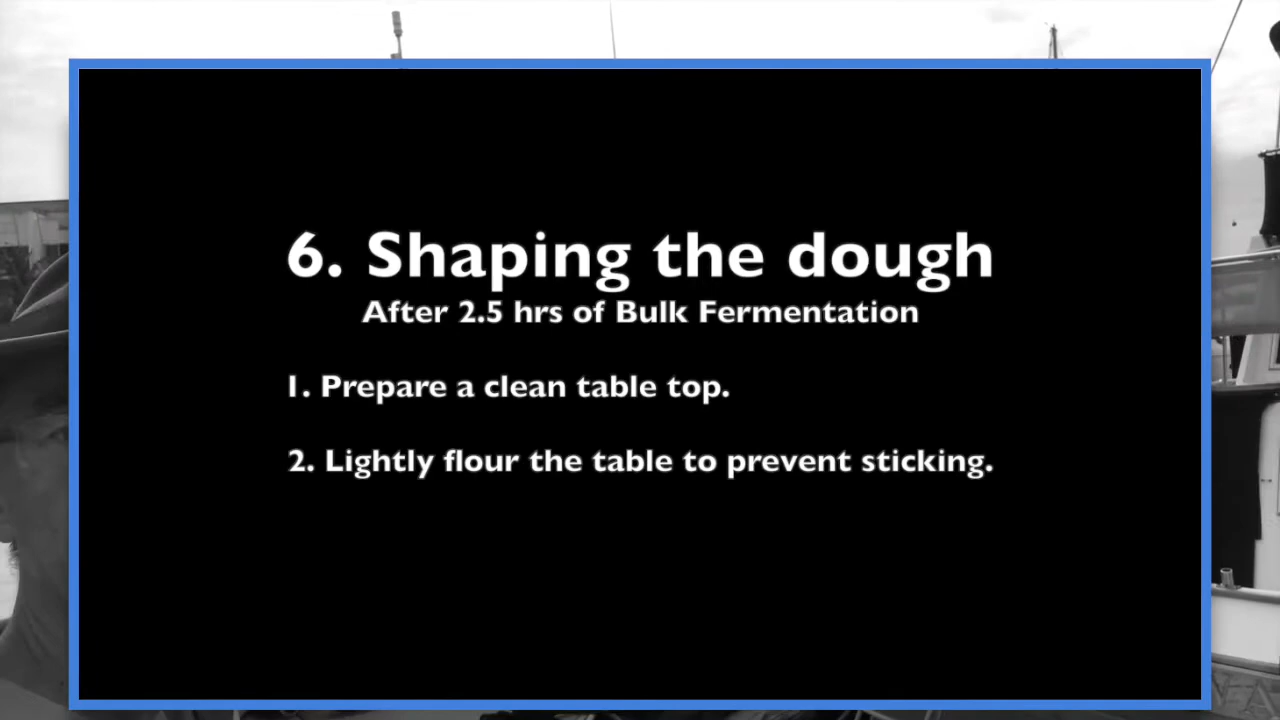 6. Shaping the dough
After 2.5 hrs of Bulk Fermentation
1. Prepare a clean table top.
2. Lightly flour the table to prevent sticking.